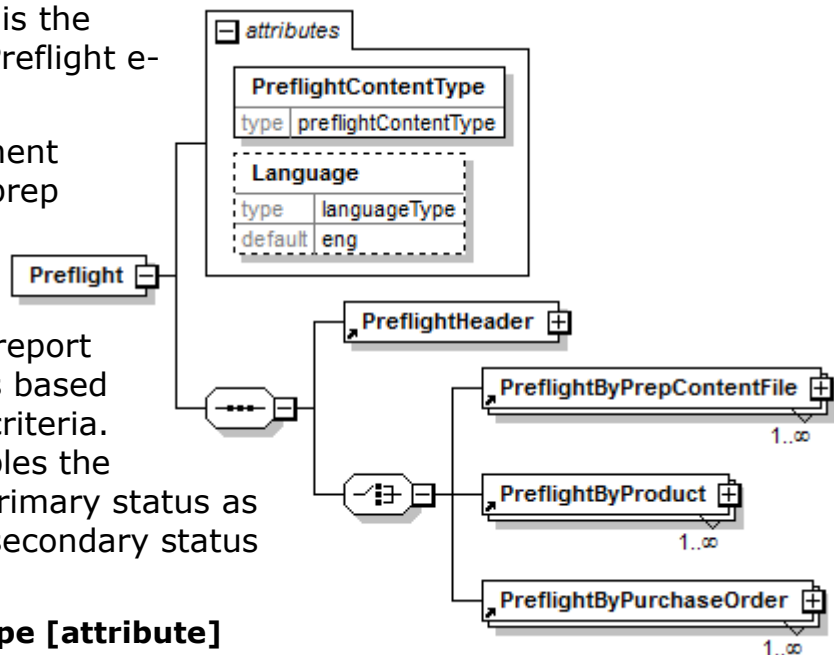 is the
Preflight e-
ment
prep
report
s based
criteria.
bles the
primary status as
secondary status
pe [attribute]
attributes
PreflightContentType
type preflightContentType
Language
type languageType
default eng
Preflight
PreflightHeader
PreflightByPrepContentFile
1..∞
PreflightByProduct
1..∞
PreflightByPurchaseOrder
1..∞